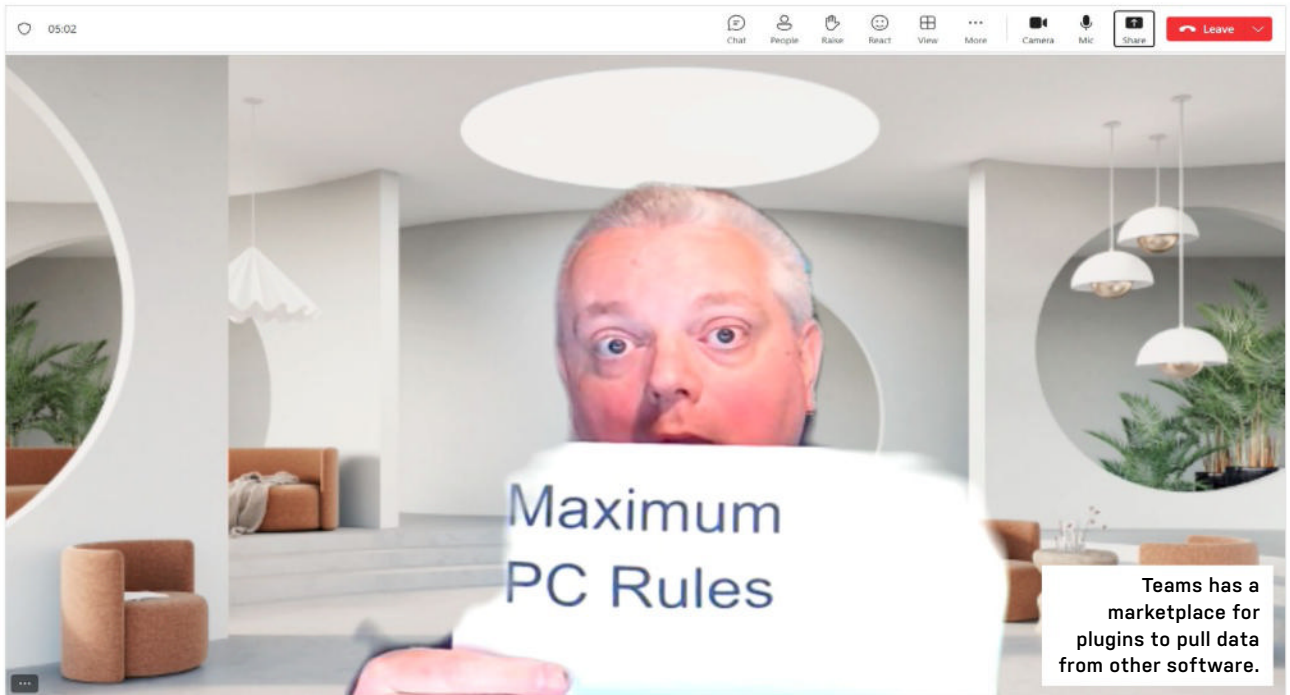 05:02
Chat People Raise React View More Camera Mic Share Leave
Maximum
PC Rules
Teams has a
marketplace for
plugins to pull data
from other software.